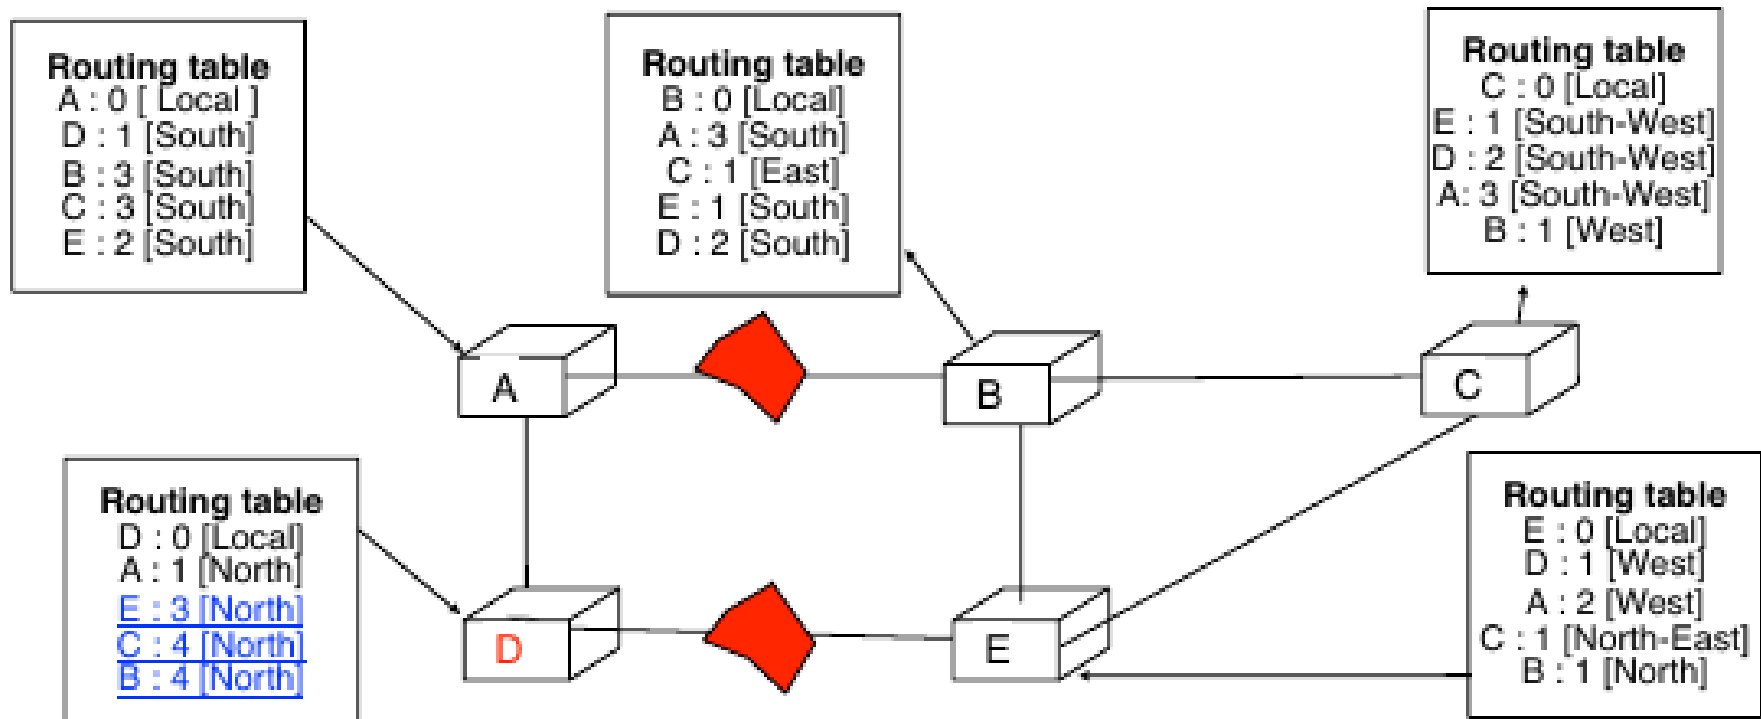 Routing table
A : 0 [ Local ]
D : 1 [South]
B : 3 [South]
C : 3 [South]
E : 2 [South]
Routing table
B : 0 [Local]
A : 3 [South]
C : 1 [East]
E : 1 [South]
D : 2 [South]
Routing table
C : 0 [Local]
E : 1 [South-West]
D : 2 [South-West]
A: 3 [South-West]
B : 1 [West]
A
B
C
Routing table
D : 0 [Local]
A : 1 [North]
E : 3 [North]
C : 4 [North]
B : 4 [North]
D
E
Routing table
E : 0 [Local]
D : 1 [West]
A : 2 [West]
C : 1 [North-East]
B : 1 [North]